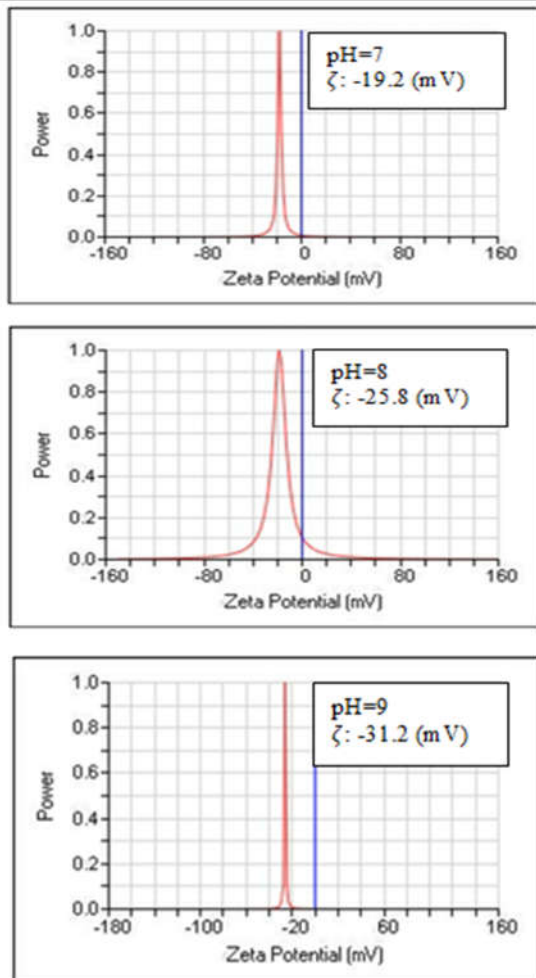 pH=7
ζ: -19.2 (mV)
1.0
0.8
0.6
0.4
0.2
0.0
Power
-160 -80 0 80 160
Zeta Potential (mV)
pH=8
ζ: -25.8 (mV)
1.0
0.8
0.6
0.4
0.2
0.0
Power
-160 -80 0 80 160
Zeta Potential (mV)
pH=9
ζ: -31.2 (mV)
1.0
0.8
0.6
0.4
0.2
0.0
Power
-180 -100 -20 60 160
Zeta Potential (mV)